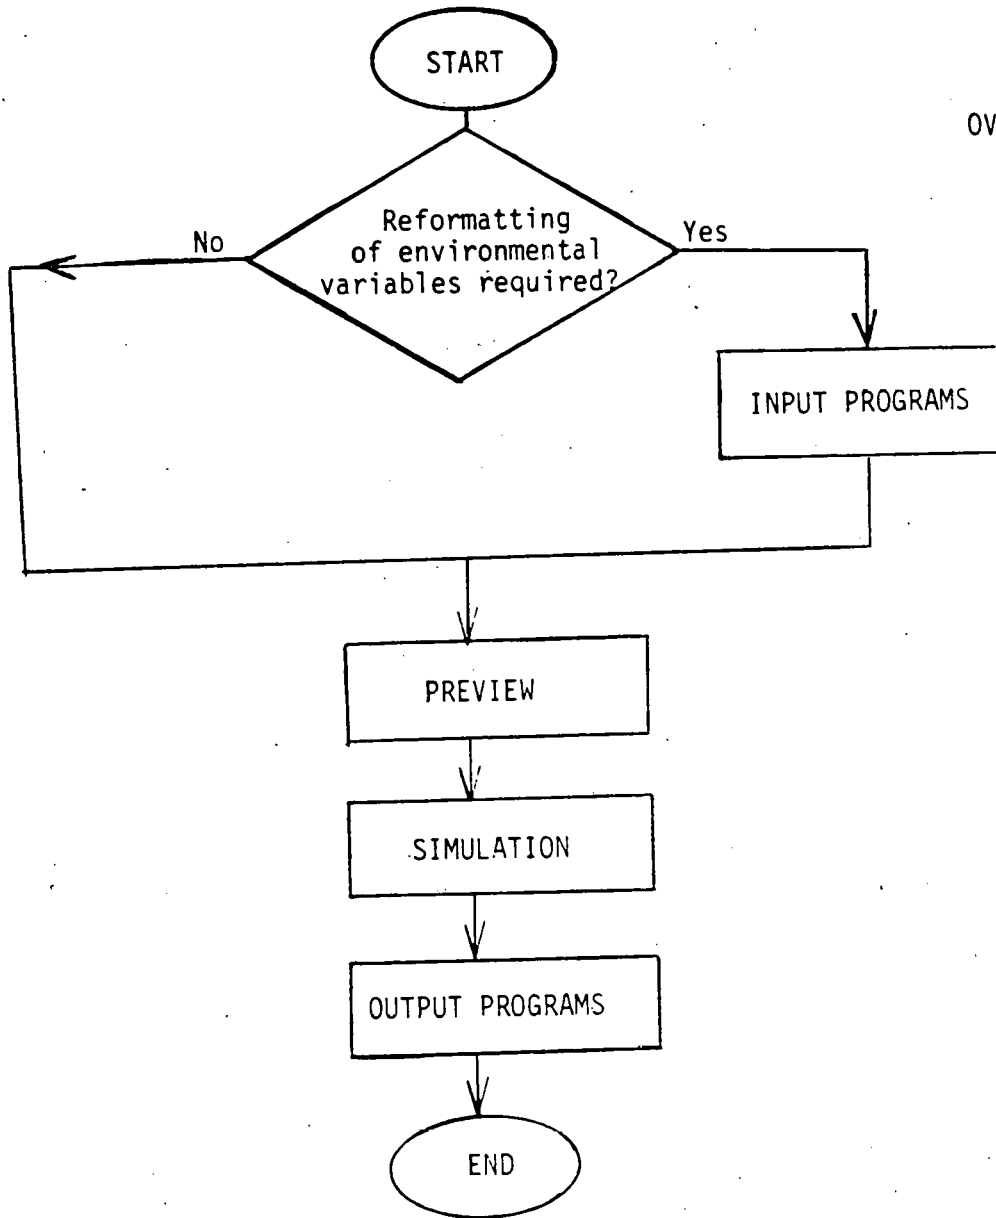 START
OV
Reformatting
of environmental
variables required?
No
Yes
INPUT PROGRAMS
PREVIEW
SIMULATION
OUTPUT PROGRAMS
END